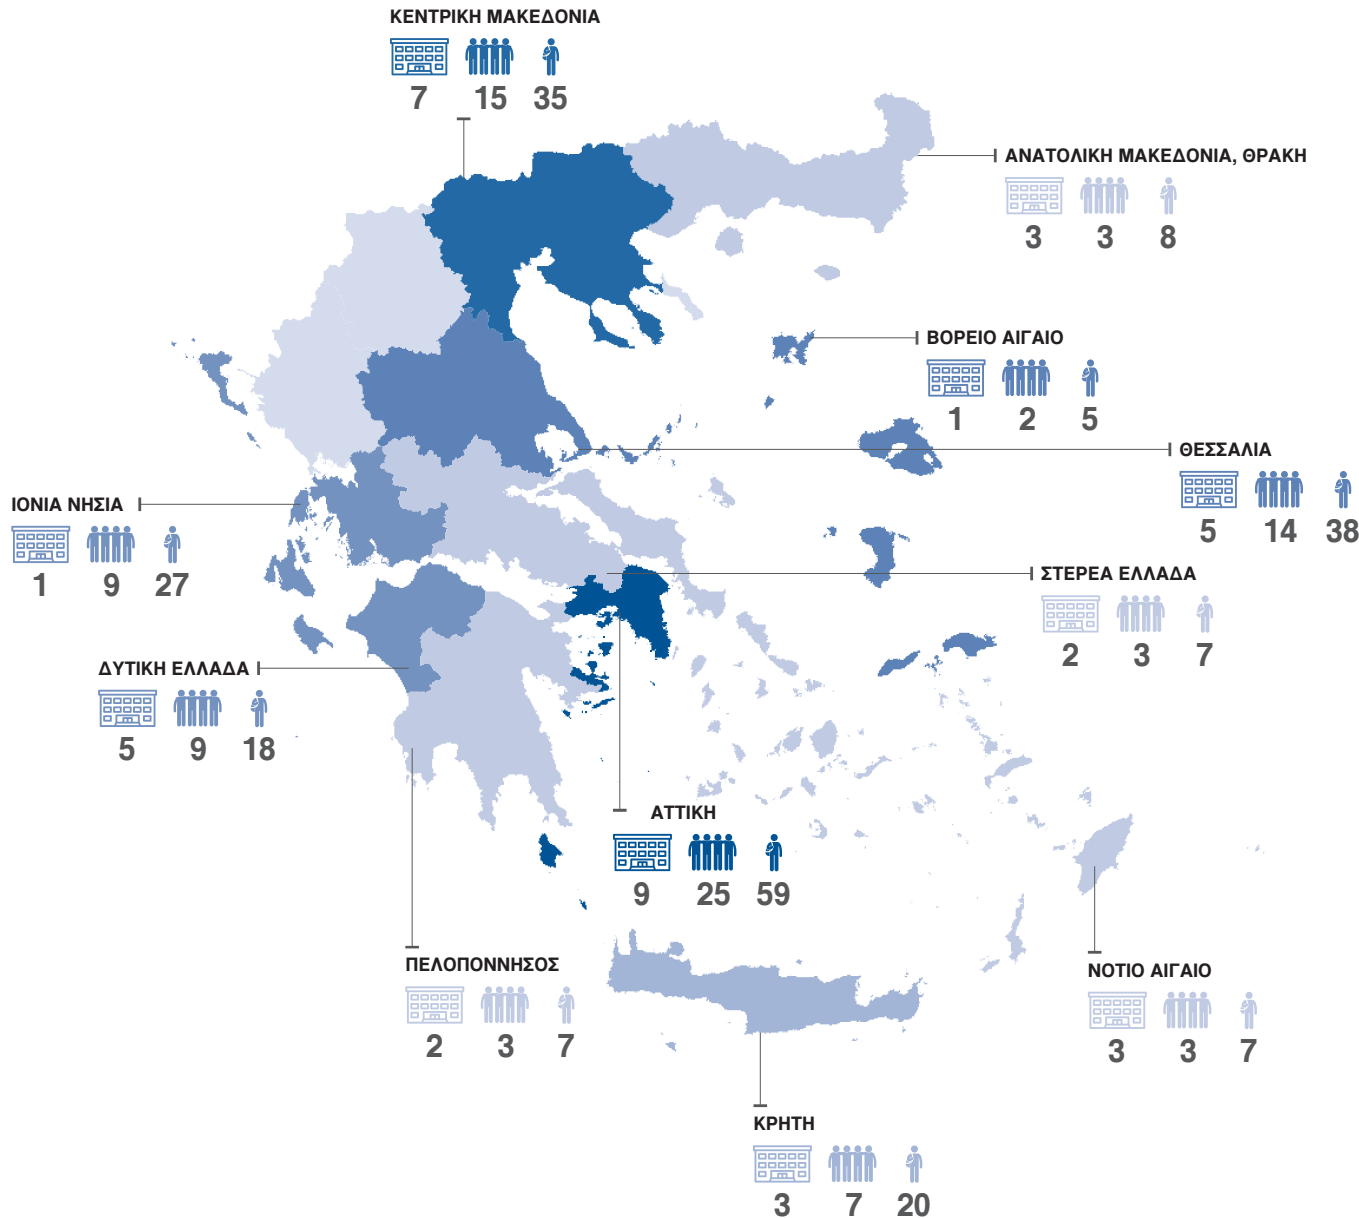 ΚΕΝΤΡΙΚΗ ΜΑΚΕΔΟΝΙΑ
7 15 35
ΑΝΑΤΟΛΙΚΗ ΜΑΚΕΔΟΝΙΑ, ΘΡΑΚΗ
3 3 8
ΒΟΡΕΙΟ ΑΙΓΑΙΟ
1 2 5
ΘΕΣΣΑΛΙΑ
5 14 38
ΙΟΝΙΑ ΝΗΣΙΑ
1 9 27
ΣΤΕΡΕΑ ΕΛΛΑΔΑ
2 3 7
ΔΥΤΙΚΗ ΕΛΛΑΔΑ
5 9 18
ΑΤΤΙΚΗ
9 25 59
ΠΕΛΟΠΟΝΝΗΣΟΣ
2 3 7
ΝΟΤΙΟ ΑΙΓΑΙΟ
3 3 7
ΚΡΗΤΗ
3 7 20